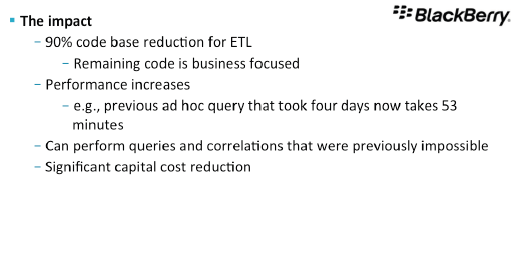 BlackBerry.
The impact
– 90% code base reduction for ETL
– Remaining code is business focused
– Performance increases
– e.g., previous ad hoc query that took four days now takes 53
minutes
– Can perform queries and correlations that were previously impossible
– Significant capital cost reduction